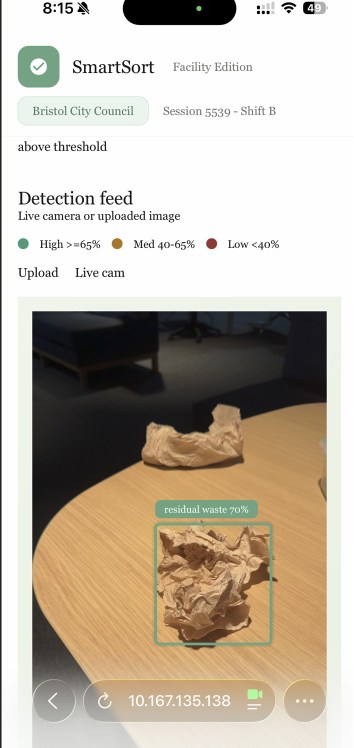 8:15 49
SmartSort Facility Edition
Bristol City Council Session 5539 - Shift B
above threshold
Detection feed
Live camera or uploaded image
High >=65% Med 40-65% Low <40%
Upload Live cam
residual waste 70%
10.167.135.138